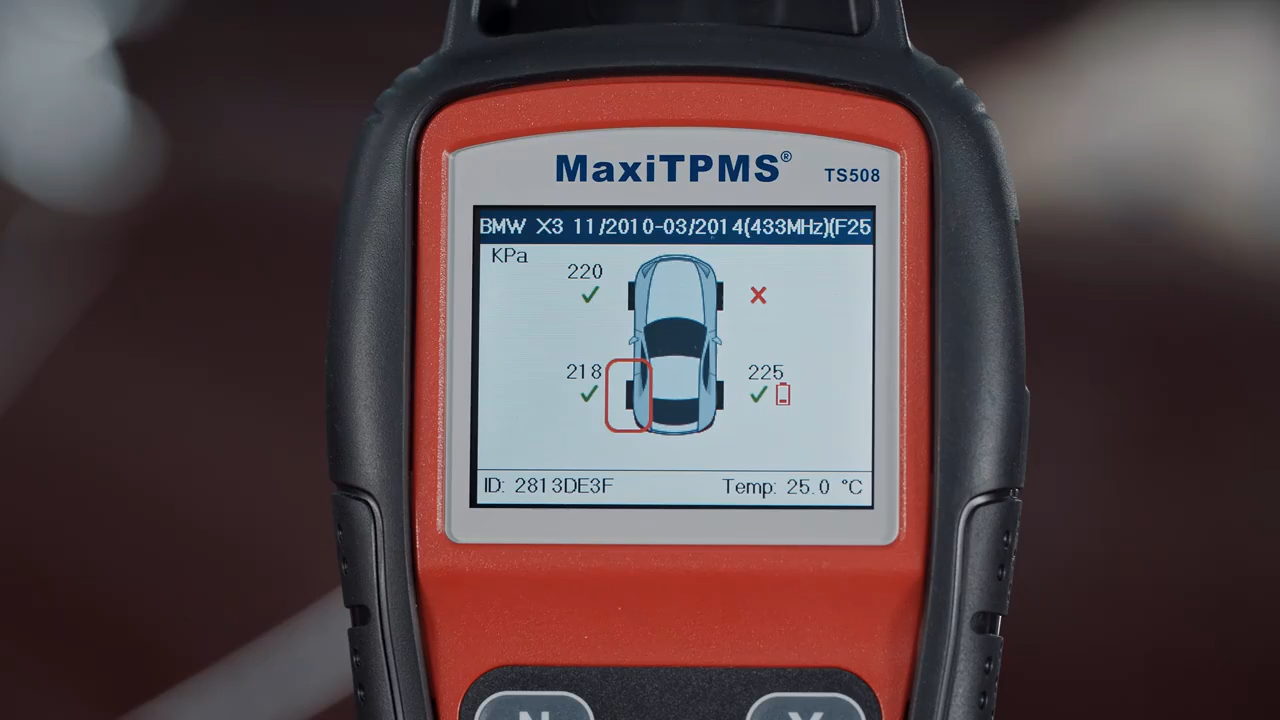 MaxiTPMS®
TS508
BMW X3 11/2010-03/2014(433MHz)(F25
KPa
220
218
225
ID: 2813DE3F
Temp: 25.0 °C
N
Y